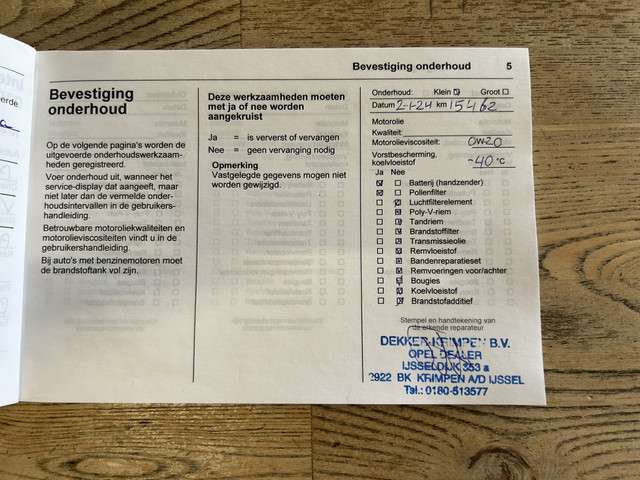 Bevestiging onderhoud 5
Bevestiging
onderhoud
Op de volgende pagina's worden de
uitgevoerde onderhoudswerkzaam-
heden geregistreerd.
Voer onderhoud uit, wanneer het
service-display dat aangeeft, maar
niet later dan de vermelde onder-
houdsintervallen in de gebruikers-
handleiding.
Betrouwbare motoroliekwaliteiten en
motorolieviscositeiten vindt u in de
gebruikershandleiding.
Bij auto's met benzinemotoren moet
de brandstoftank vol zijn.
Deze werkzaamheden moeten
met ja of nee worden
aangekruist
Ja = is ververst of vervangen
Nee = geen vervanging nodig
Opmerking
Vastgelegde gegevens mogen niet
worden gewijzigd.
Onderhoud: Klein Groot
Datum 2-1-24 km 15462
Motorolie
Kwaliteit:
Motorolieviscositeit: 0W20
Vorstbescherming,
koelvloeistof -40 °C
Ja Nee
Batterij (handzender)
Pollenfilter
Luchtfilterelement
Poly-V-riem
Tandriem
Brandstoffilter
Transmissieolie
Remvloeistof
Bandenreparatieset
Remvoeringen voor/achter
Bougies
Koelvloeistof
Brandstofadditief
Stempel en handtekening van
de erkende reparateur
DEKKER KRIMPEN B.V.
OPEL DEALER
IJSSELDIJK 353 a
2922 BK KRIMPEN A/D IJSSEL
Tel.: 0180-513577